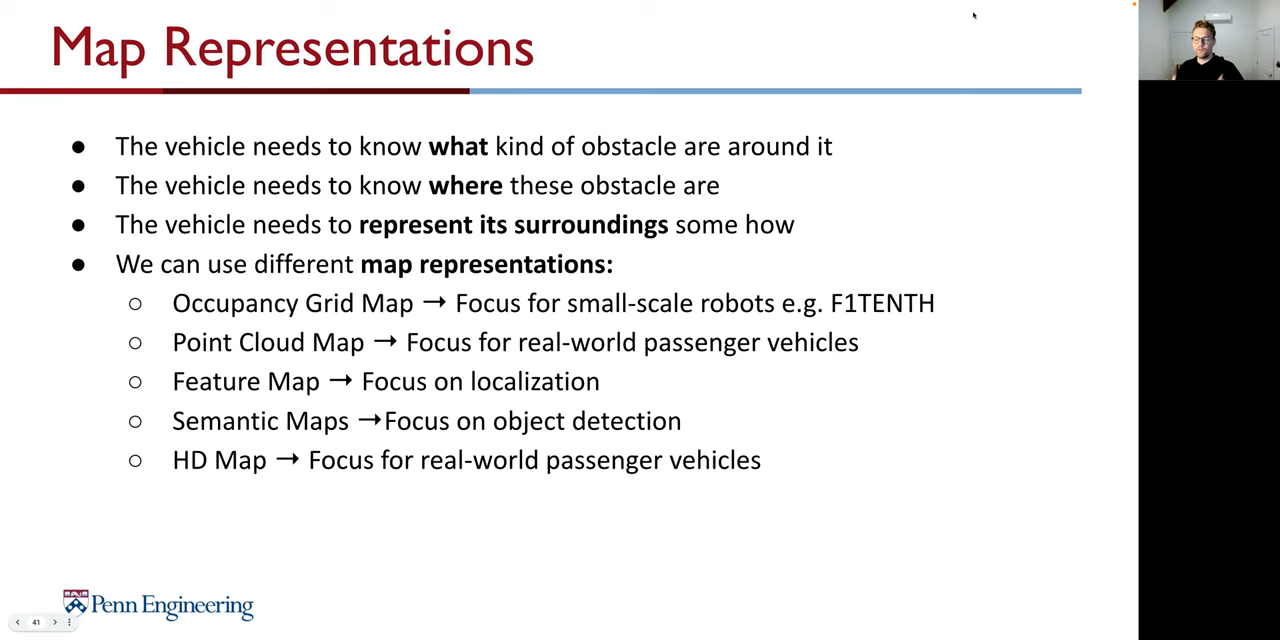 Map Representations
● The vehicle needs to know what kind of obstacle are around it
● The vehicle needs to know where these obstacle are
● The vehicle needs to represent its surroundings some how
● We can use different map representations:
○ Occupancy Grid Map → Focus for small-scale robots e.g. F1TENTH
○ Point Cloud Map → Focus for real-world passenger vehicles
○ Feature Map → Focus on localization
○ Semantic Maps →Focus on object detection
○ HD Map → Focus for real-world passenger vehicles
Penn Engineering
41